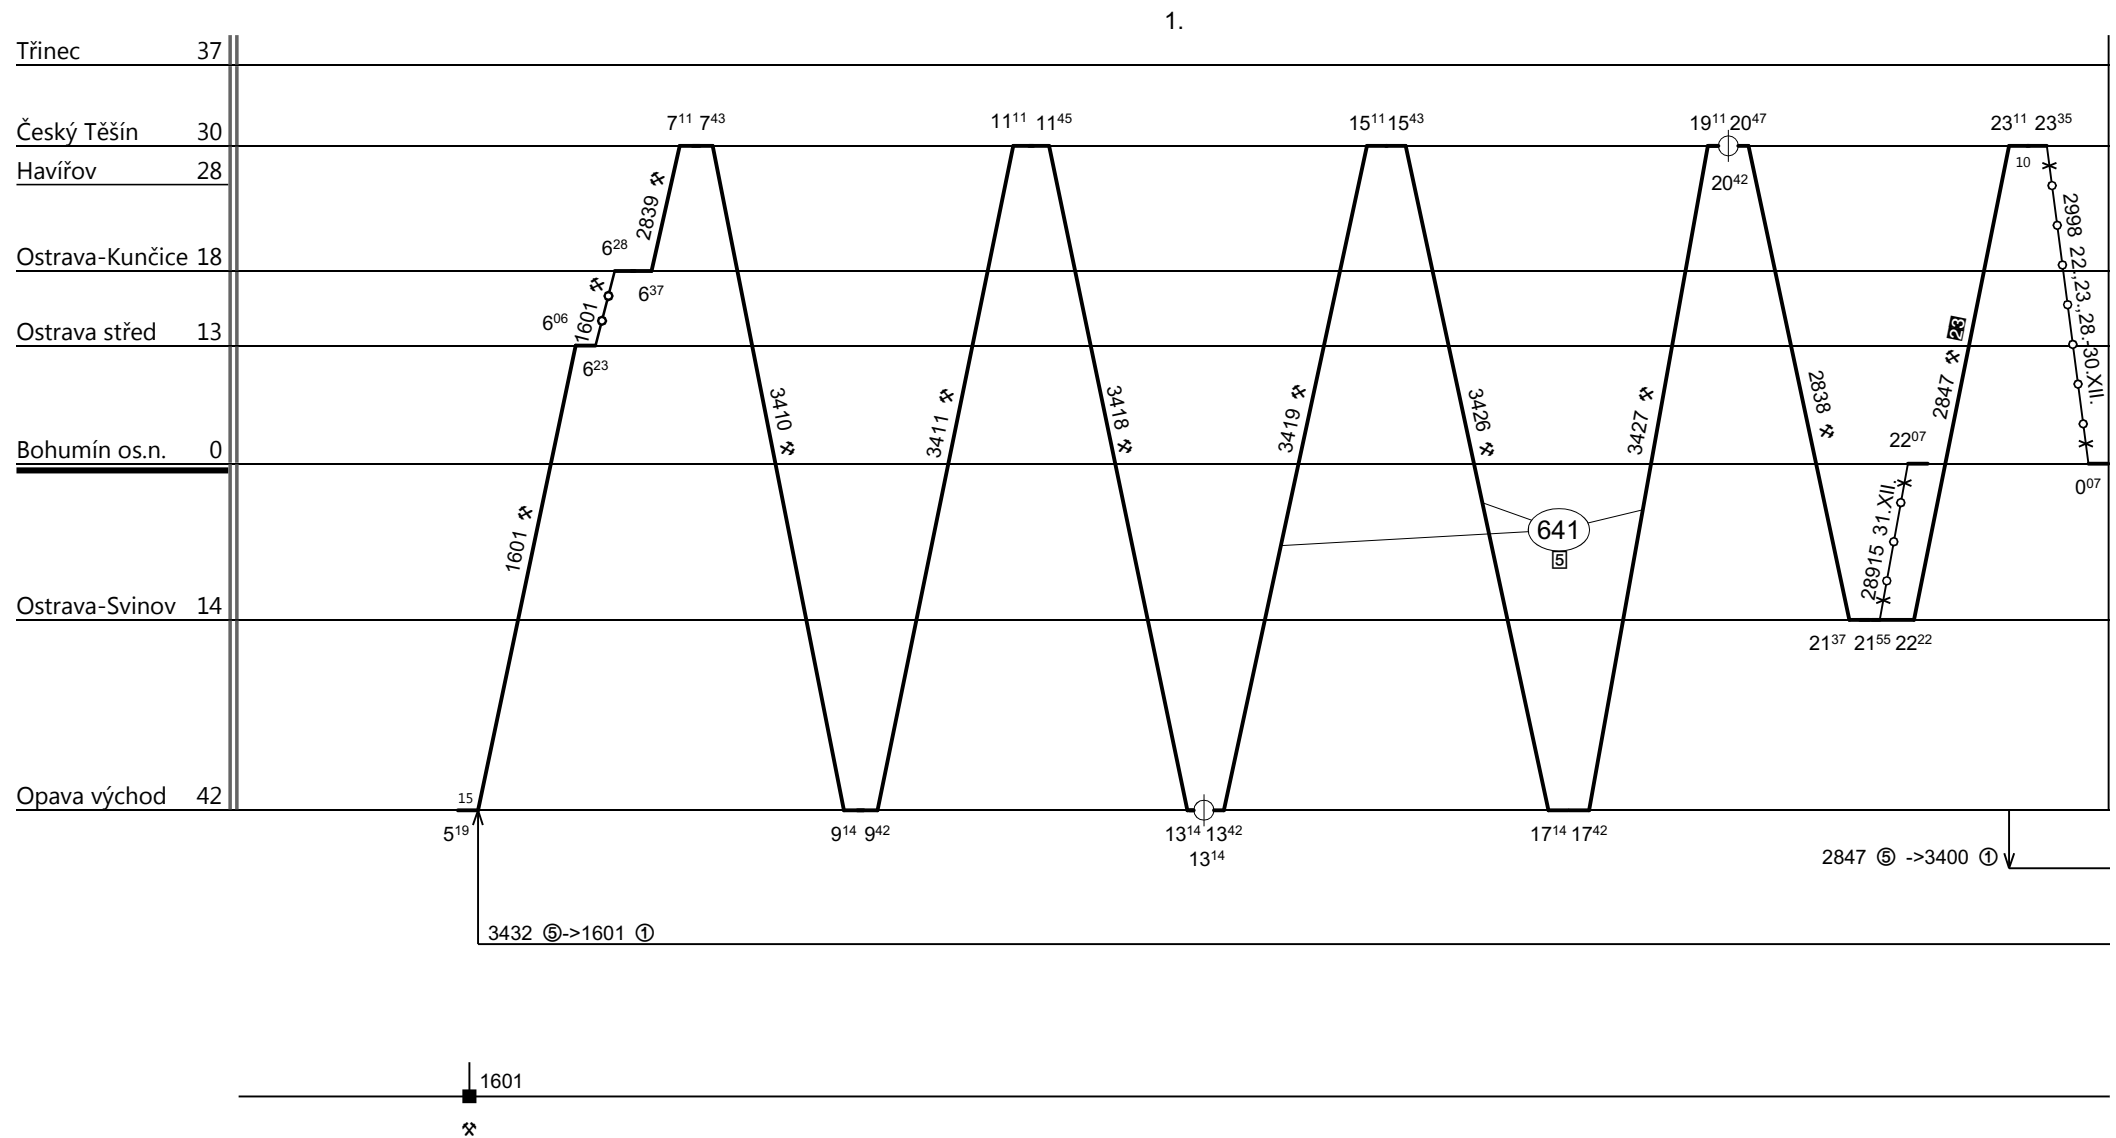 1.
Třinec 37
Český Těšín 30
7¹¹ 7⁴³
11¹¹ 11⁴⁵
15¹¹ 15⁴³
19¹¹ 20⁴⁷
23¹¹ 23³⁵
10
20⁴²
Havířov 28
2839 ⚒
2998 22.,23.,28.-30.XII.
Ostrava-Kunčice 18
6²⁸
6³⁷
1601 ⚒
Ostrava střed 13
6⁰⁶
6²³
3410 ⚒
3411 ⚒
3418 ⚒
3419 ⚒
3426 ⚒
3427 ⚒
2838 ⚒
2847 ⚒ 23
Bohumín os.n. 0
22⁰⁷
0⁰⁷
1601 ⚒
641
5
28915 31.XII.
Ostrava-Svinov 14
21³⁷ 21⁵⁵ 22²²
Opava východ 42
15
5¹⁹
9¹⁴ 9⁴²
13¹⁴ 13⁴²
13¹⁴
17¹⁴ 17⁴²
2847 ⑤ ->3400 ①
3432 ⑤->1601 ①
1601
⚒